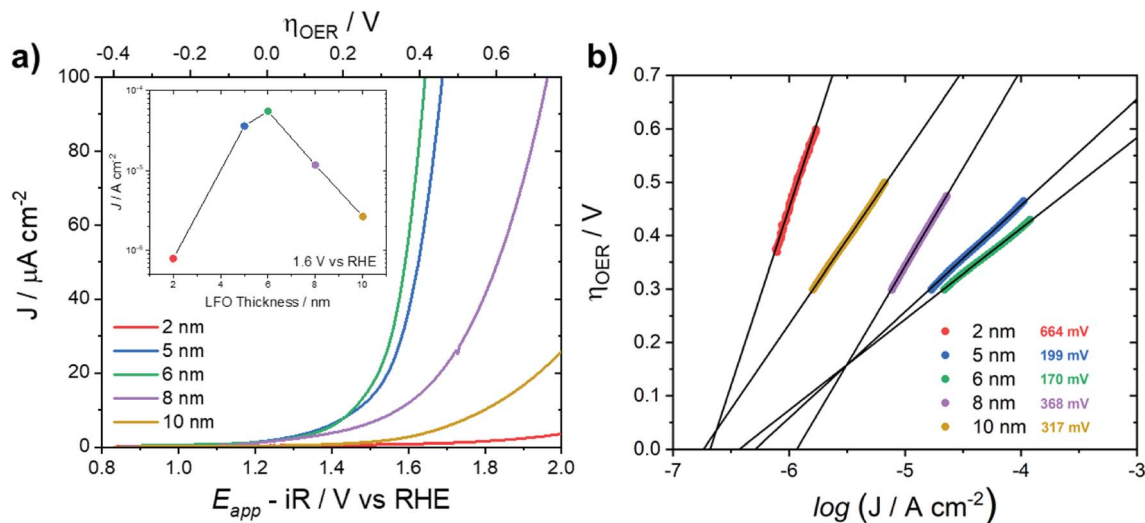 a)
η_OER / V
-0.4 -0.2 0.0 0.2 0.4 0.6
100
80
60
40
20
0
J / μA cm⁻²
10⁻⁴
10⁻⁵
10⁻⁶
J / A cm⁻²
1.6 V vs RHE
2 4 6 8 10
LFO Thickness / nm
2 nm
5 nm
6 nm
8 nm
10 nm
0.8 1.0 1.2 1.4 1.6 1.8 2.0
E_app - iR / V vs RHE
b)
0.7
0.6
0.5
0.4
0.3
0.2
0.1
0.0
η_OER / V
2 nm 664 mV
5 nm 199 mV
6 nm 170 mV
8 nm 368 mV
10 nm 317 mV
-7 -6 -5 -4 -3
log (J / A cm⁻²)